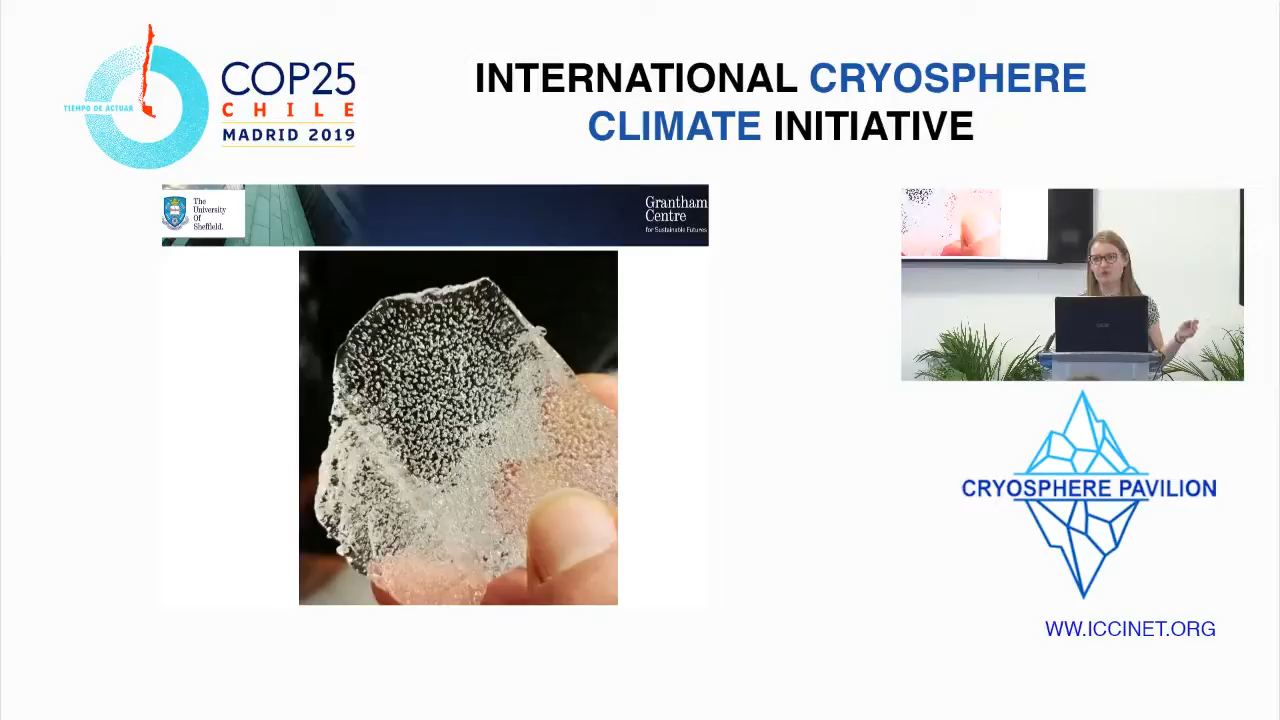 TIEMPO DE ACTUAR
COP25
CHILE
MADRID 2019
INTERNATIONAL CRYOSPHERE
CLIMATE INITIATIVE
The
University
Of
Sheffield.
Grantham
Centre
for Sustainable Futures
CRYOSPHERE PAVILION
WW.ICCINET.ORG